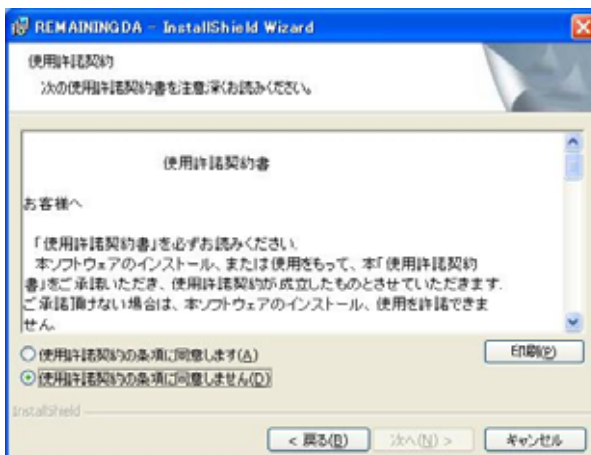 REMAININGDA - InstallShield Wizard
使用許諾契約
次の使用許諾契約書を注意深くお読みください。
使用許諾契約書
お客様へ
「使用許諾契約書」を必ずお読みください.
本ソフトウェアのインストール、または使用をもって、本「使用許諾契約
書」をご承諾いただき、使用許諾契約が成立したものとさせていただきます.
ご承諾頂けない場合は、本ソフトウェアのインストール、使用を許諾できま
せん.
使用許諾契約の条項に同意します(A)
印刷(P)
使用許諾契約の条項に同意しません(D)
InstallShield
< 戻る(B)
次へ(N) >
キャンセル